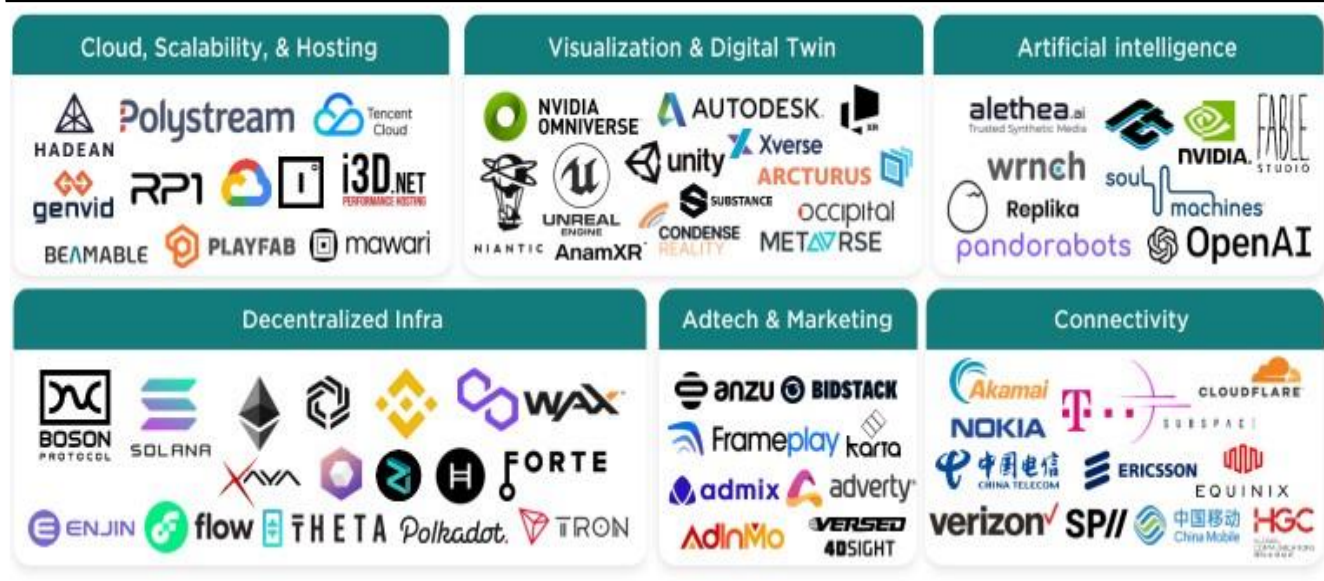 Cloud, Scalability, & Hosting
HADEAN
Polystream
Tencent
Cloud
genvid
RP1
i3D.NET
PERFORMANCE HOSTING
BEAMABLE
PLAYFAB
mawari
Visualization & Digital Twin
NVIDIA
OMNIVERSE
AUTODESK
XR
NIANTIC
UNREAL
ENGINE
unity
Xverse
ARCTURUS
SUBSTANCE
AnamXR
CONDENSE
REALITY
OCCIPITAL
METAVRSE
Artificial intelligence
alethea.ai
Trusted Synthetic Media
NVIDIA.
FABLE
STUDIO
wrnch
Replika
soul
machines
pandorabots
OpenAI
Decentralized Infra
BOSON
PROTOCOL
SOLANA
WAX
XAYA
FORTE
ENJIN
flow
THETA
Polkadot.
TRON
Adtech & Marketing
anzu
BIDSTACK
Frameplay
karta
admix
adverty
AdInMo
VERSED
4DSIGHT
Connectivity
Akamai
T
CLOUDFLARE
NOKIA
SUBSPACE
中国电信
CHINA TELECOM
ERICSSON
EQUINIX
verizon
SP//
中国移动
China Mobile
HGC